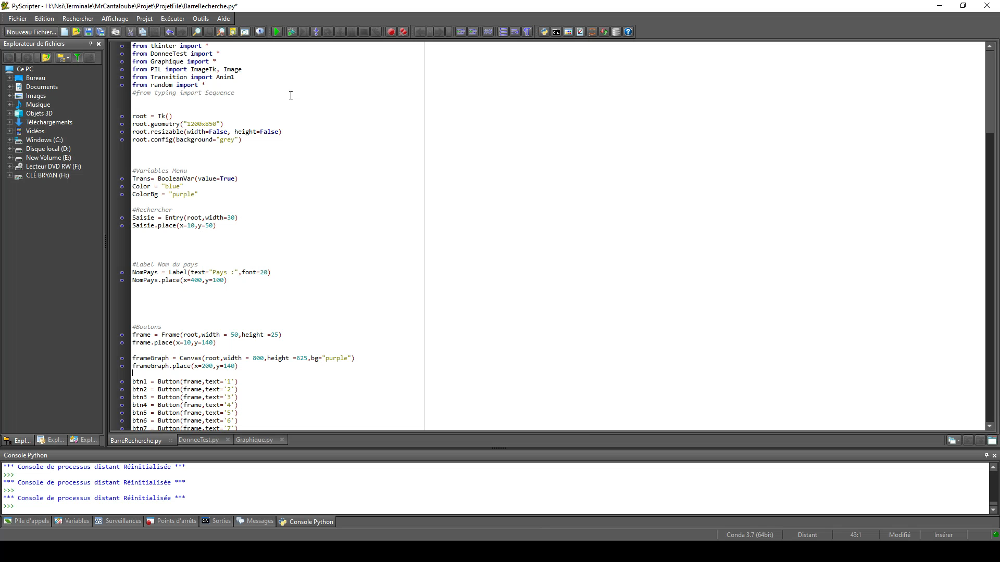 PyScripter - H:\Nsi\Terminale\MrCantaloube\Projet\ProjetFile\BarreRecherche.py*
Fichier Edition Rechercher Affichage Projet Exécuter Outils Aide
Nouveau Fichier...
Explorateur de fichiers
Ce PC
Bureau
Documents
Images
Musique
Objets 3D
Téléchargements
Vidéos
Windows (C:)
Disque local (D:)
New Volume (E:)
Lecteur DVD RW (F:)
CLÉ BRYAN (H:)
Expl... Expl... Expl...
from tkinter import *
from DonneeTest import *
from Graphique import *
from PIL import ImageTk, Image
from Transition import Anim1
from random import *
#from typing import Sequence
root = Tk()
root.geometry("1200x850")
root.resizable(width=False, height=False)
root.config(background="grey")
#Variables Menu
Trans= BooleanVar(value=True)
Color = "blue"
ColorBg = "purple"
#Rechercher
Saisie = Entry(root,width=30)
Saisie.place(x=10,y=50)
#Label Nom du pays
NomPays = Label(text="Pays :",font=20)
NomPays.place(x=400,y=100)
#Boutons
frame = Frame(root,width = 50,height =25)
frame.place(x=10,y=140)
frameGraph = Canvas(root,width = 800,height =625,bg="purple")
frameGraph.place(x=200,y=140)
btn1 = Button(frame,text='1')
btn2 = Button(frame,text='2')
btn3 = Button(frame,text='3')
btn4 = Button(frame,text='4')
btn5 = Button(frame,text='5')
btn6 = Button(frame,text='6')
btn7 = Button(frame,text='7')
BarreRecherche.py DonneeTest.py Graphique.py
Console Python
*** Console de processus distant Réinitialisée ***
>>>
*** Console de processus distant Réinitialisée ***
>>>
*** Console de processus distant Réinitialisée ***
>>>
Pile d'appels Variables Surveillances Points d'arrêts Sorties Messages Console Python
Conda 3.7 (64bit) Distant 43:1 Modifié Insérer